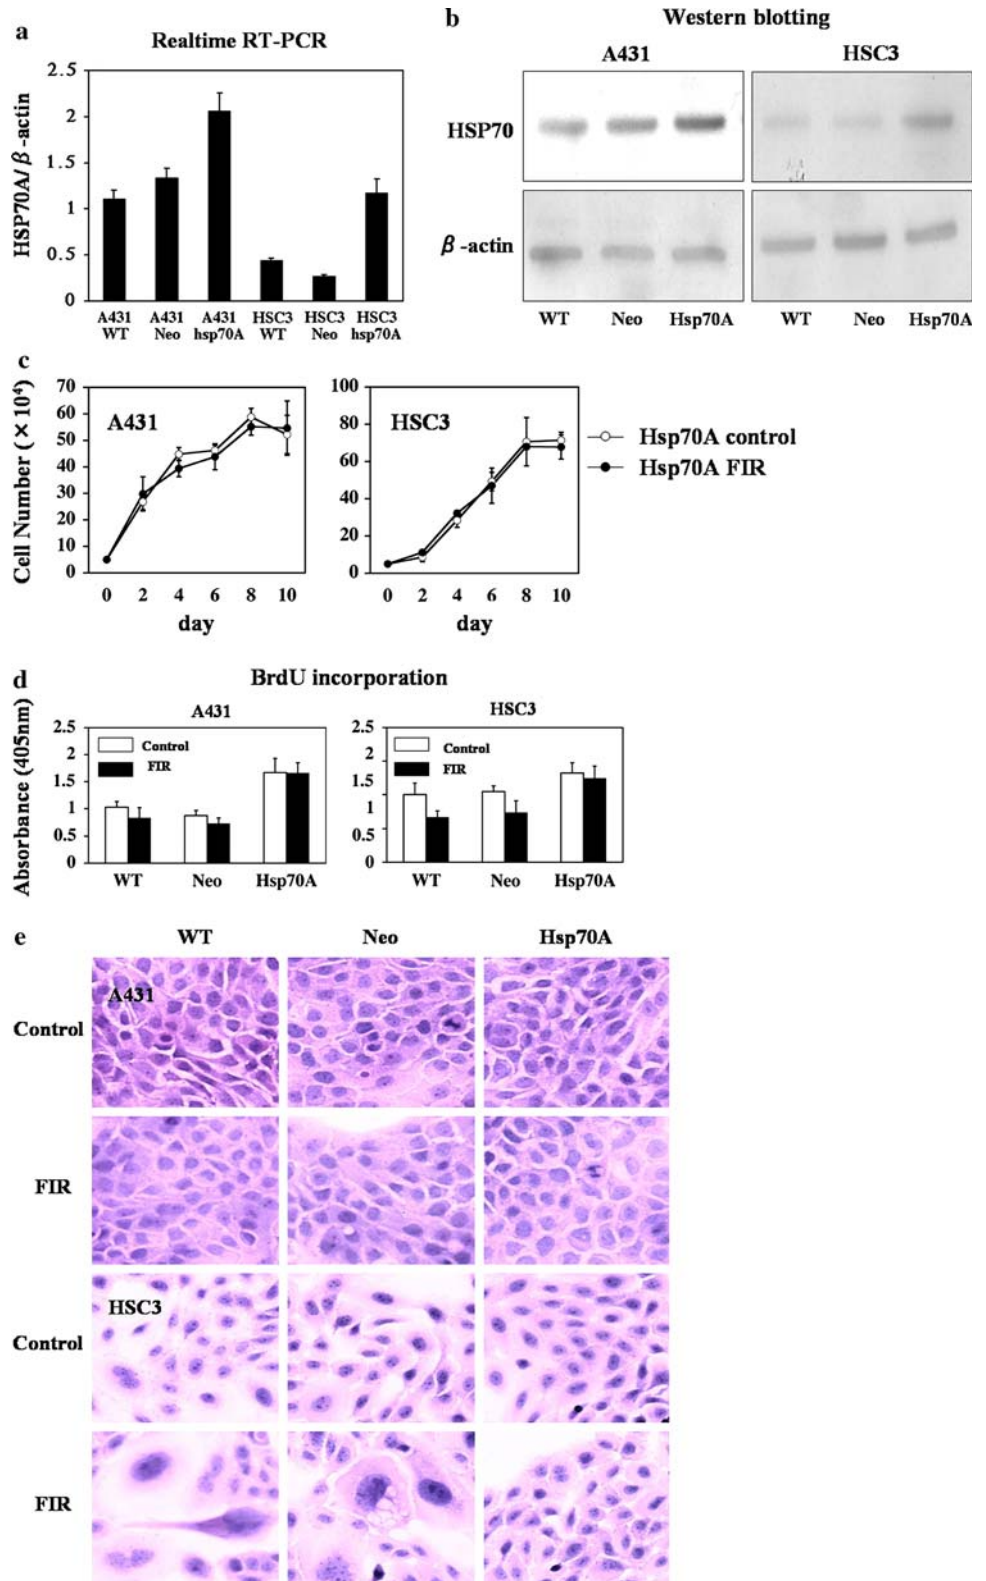 a
Realtime RT-PCR
HSP70A/β-actin
2.5
2
1.5
1
0.5
0
A431 WT
A431 Neo
A431 hsp70A
HSC3 WT
HSC3 Neo
HSC3 hsp70A
b
Western blotting
A431
HSC3
HSP70
β-actin
WT Neo Hsp70A
WT Neo Hsp70A
c
Cell Number (×10⁴)
70
60
50
40
30
20
10
0
A431
0 2 4 6 8 10
day
100
80
60
40
20
0
HSC3
0 2 4 6 8 10
day
Hsp70A control
Hsp70A FIR
d
BrdU incorporation
Absorbance (405nm)
A431
2.5
2
1.5
1
0.5
0
Control
FIR
WT Neo Hsp70A
HSC3
2.5
2
1.5
1
0.5
0
Control
FIR
WT Neo Hsp70A
e
WT Neo Hsp70A
A431
Control
FIR
HSC3
Control
FIR